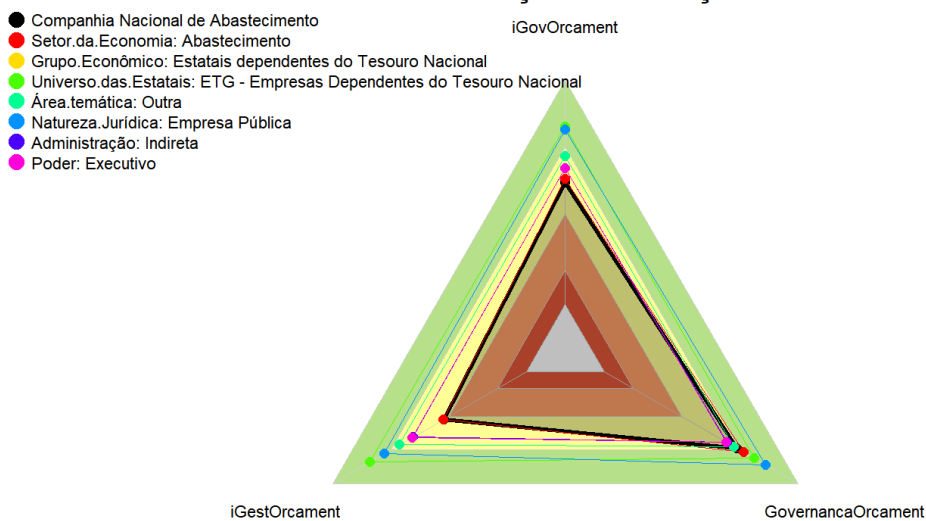 Companhia Nacional de Abastecimento
Setor.da.Economia: Abastecimento
Grupo.Econômico: Estatais dependentes do Tesouro Nacional
Universo.das.Estatais: ETG - Empresas Dependentes do Tesouro Nacional
Área.temática: Outra
Natureza.Jurídica: Empresa Pública
Administração: Indireta
Poder: Executivo
iGovOrcament
iGestOrcament
GovernancaOrcament